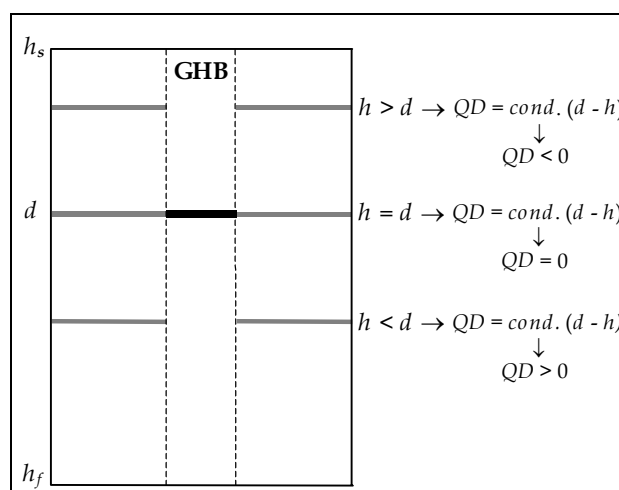 hs
GHB
h > d → QD = cond. (d - h)
↓
QD < 0
d
h = d → QD = cond. (d - h)
↓
QD = 0
h < d → QD = cond. (d - h)
↓
QD > 0
hf